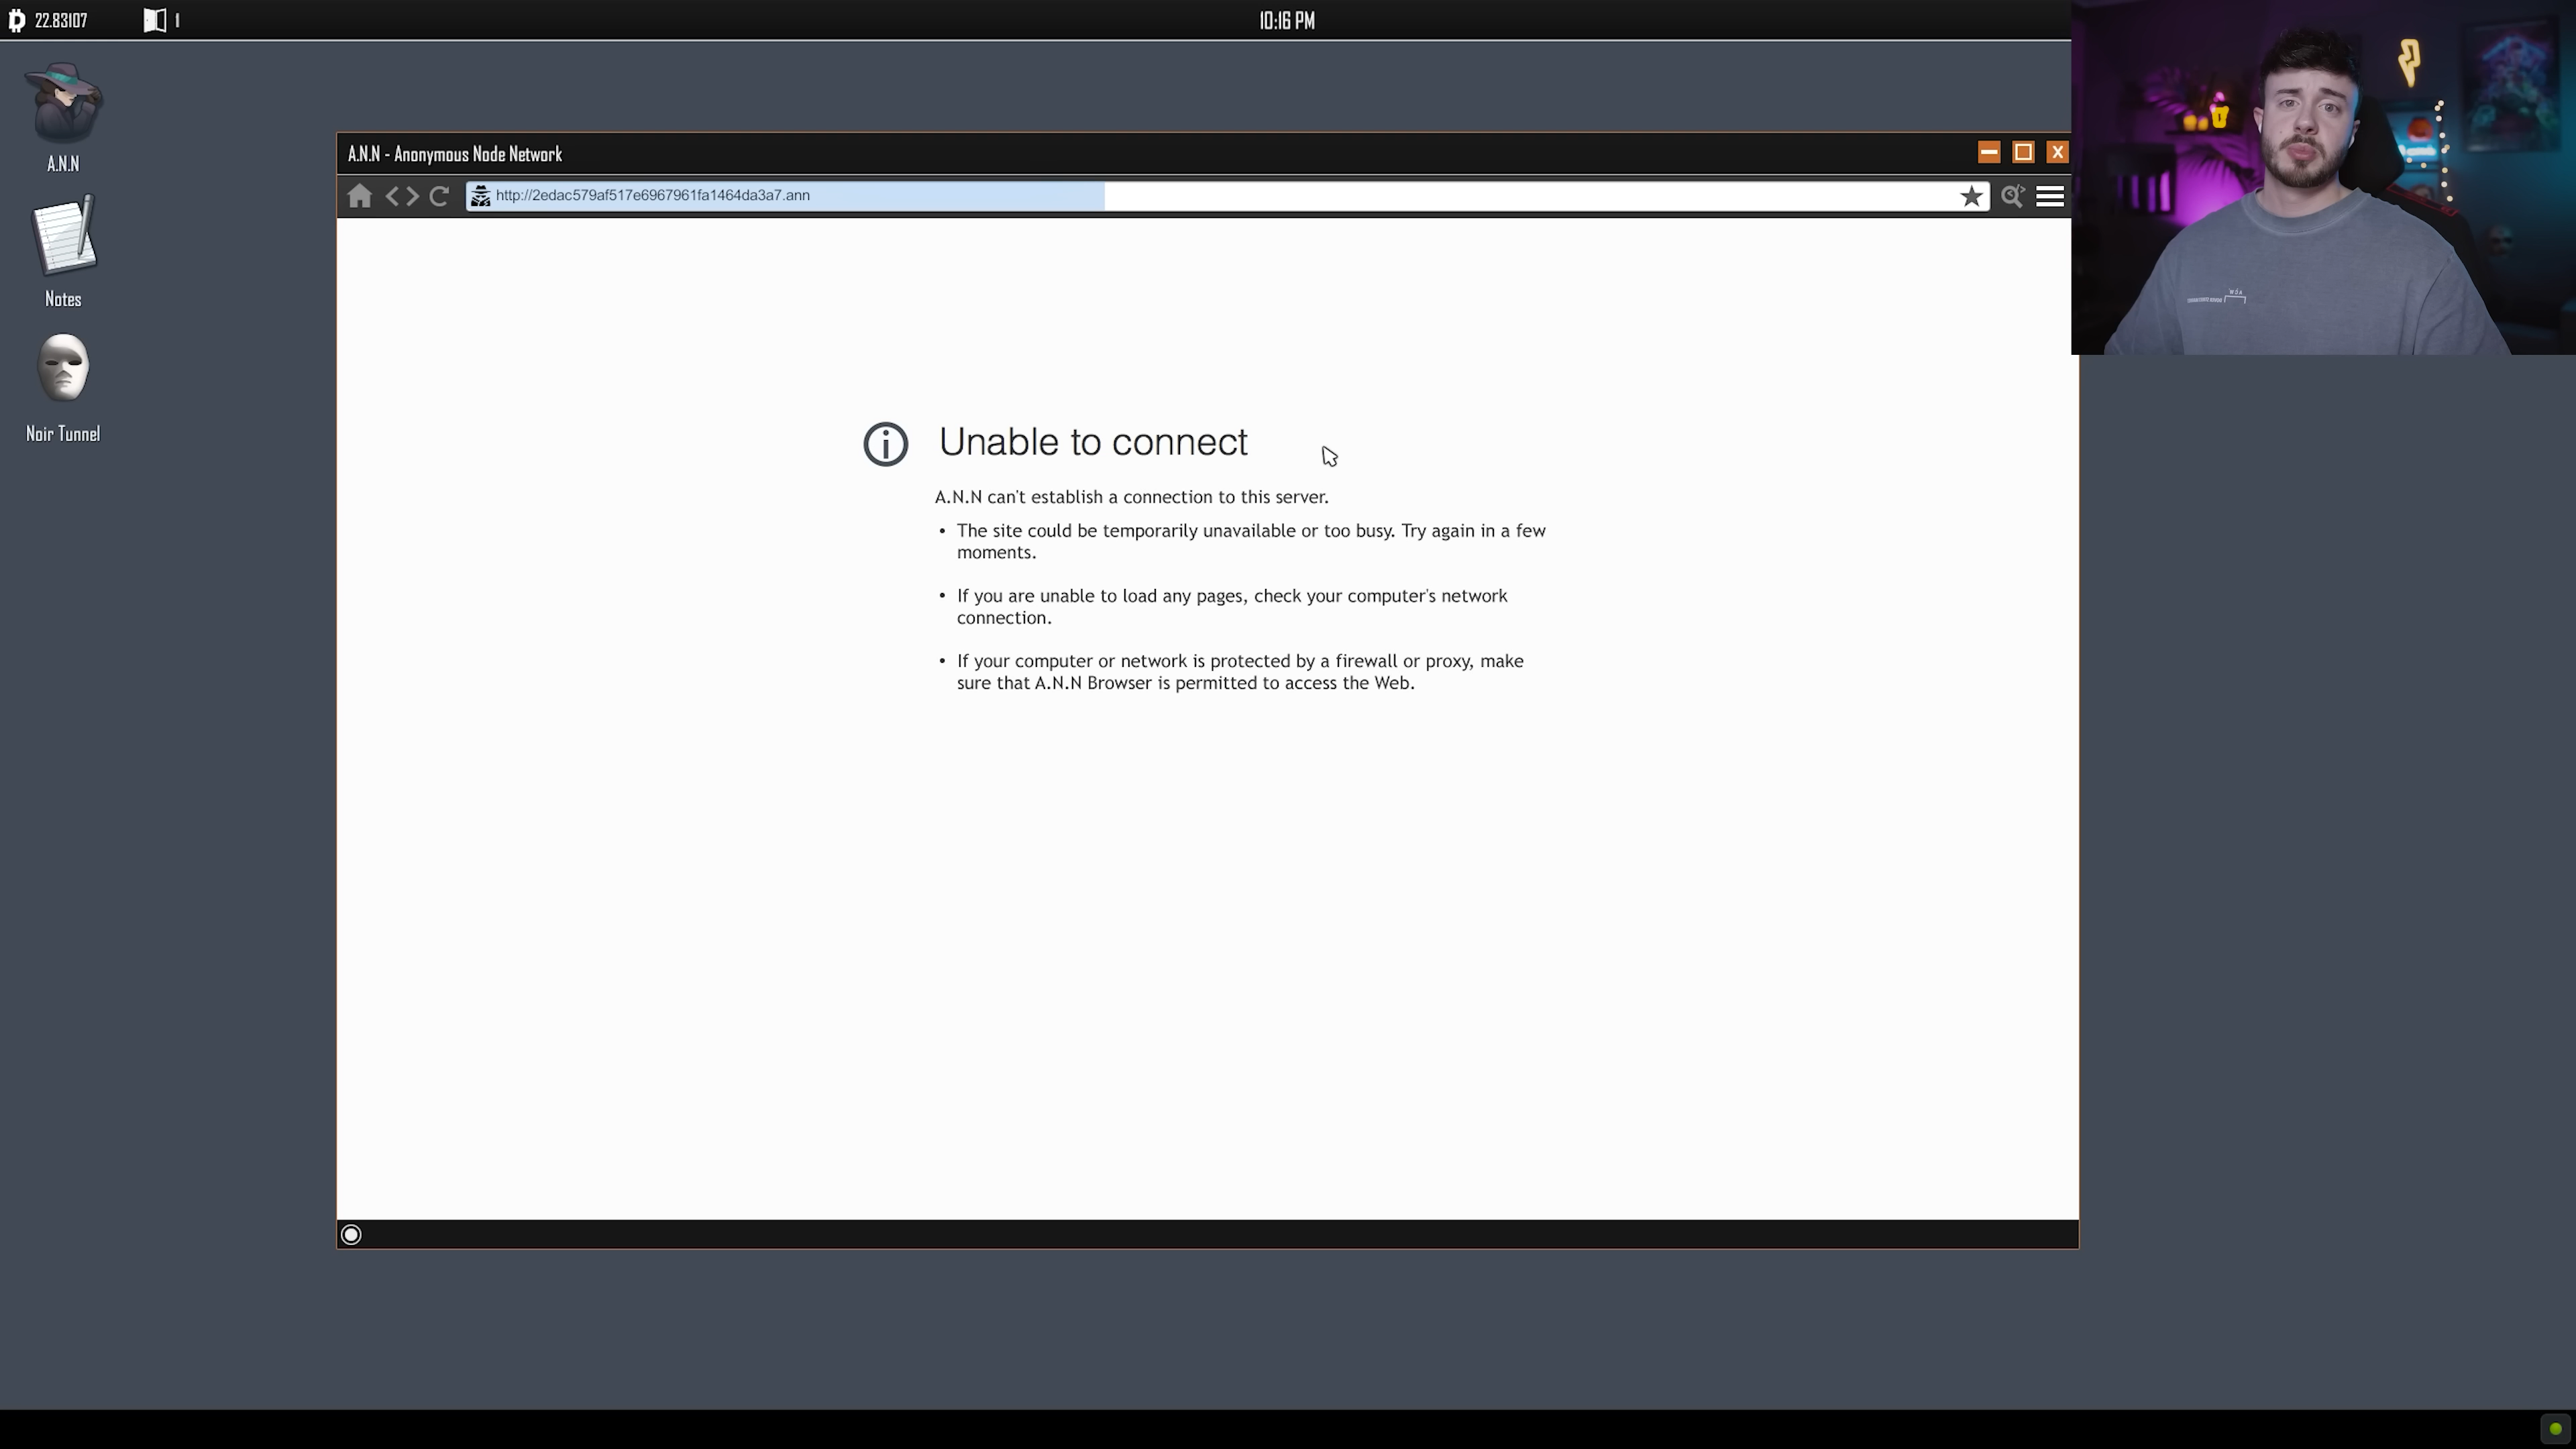 22.83107
1
10:16 PM
A.N.N
Notes
Noir Tunnel
A.N.N - Anonymous Node Network
X
http://2edac579af517e6967961fa1464da3a7.ann
Unable to connect
A.N.N can't establish a connection to this server.
• The site could be temporarily unavailable or too busy. Try again in a few
moments.
• If you are unable to load any pages, check your computer's network
connection.
• If your computer or network is protected by a firewall or proxy, make
sure that A.N.N Browser is permitted to access the Web.